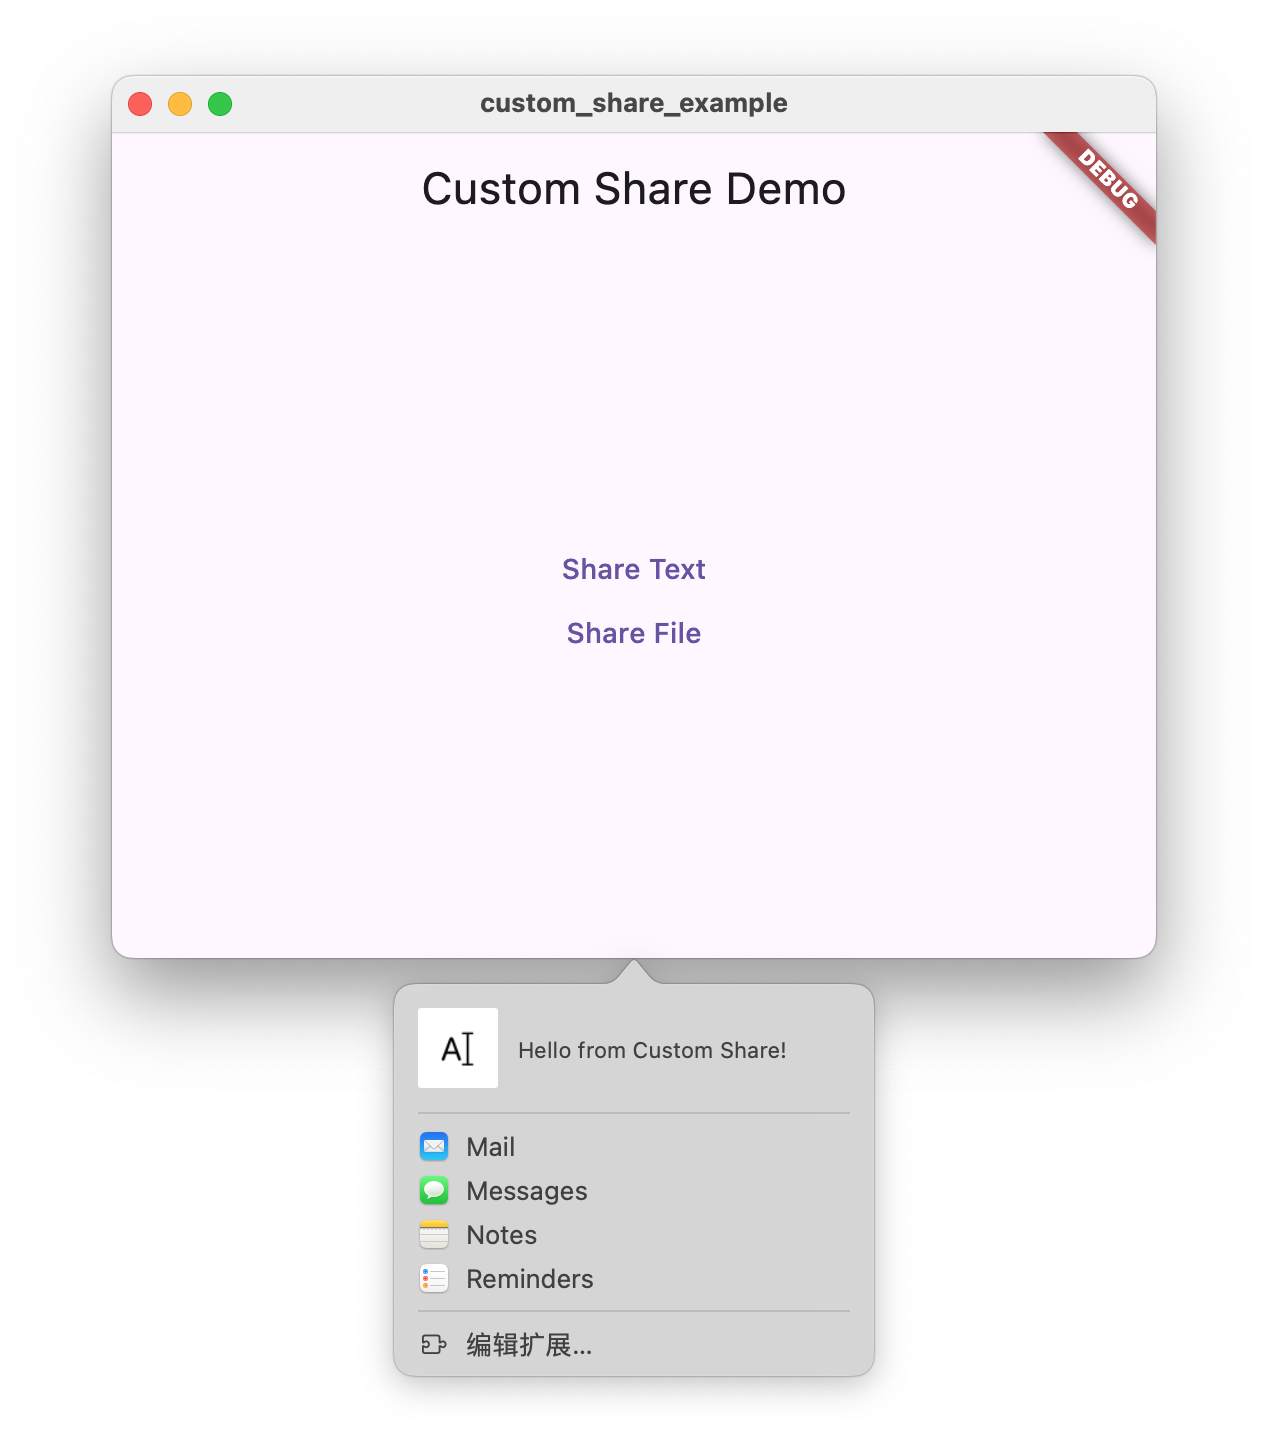 custom_share_example
DEBUG
Custom Share Demo
Share Text
Share File
A
Hello from Custom Share!
Mail
Messages
Notes
Reminders
编辑扩展...